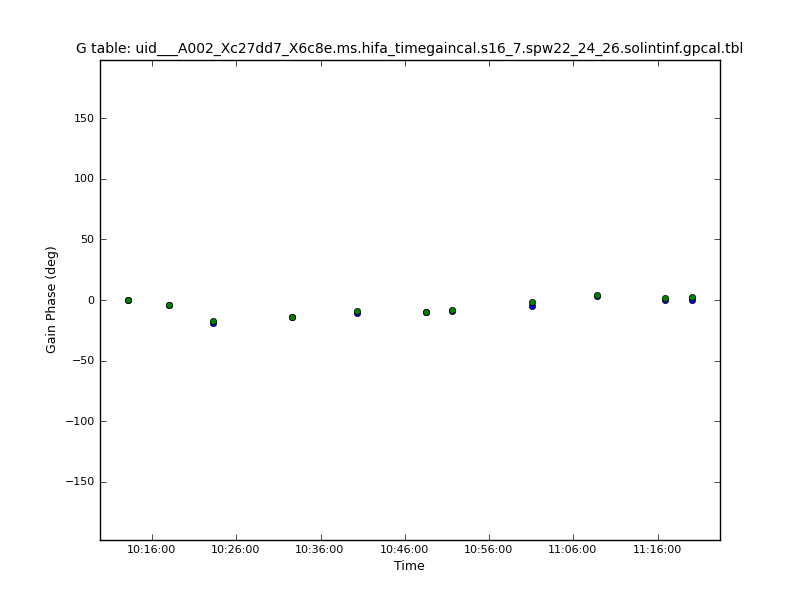 G table: uid___A002_Xc27dd7_X6c8e.ms.hifa_timegaincal.s16_7.spw22_24_26.solintinf.gpcal.tbl
150
100
50
0
−50
−100
−150
Gain Phase (deg)
10:16:00 10:26:00 10:36:00 10:46:00 10:56:00 11:06:00 11:16:00
Time